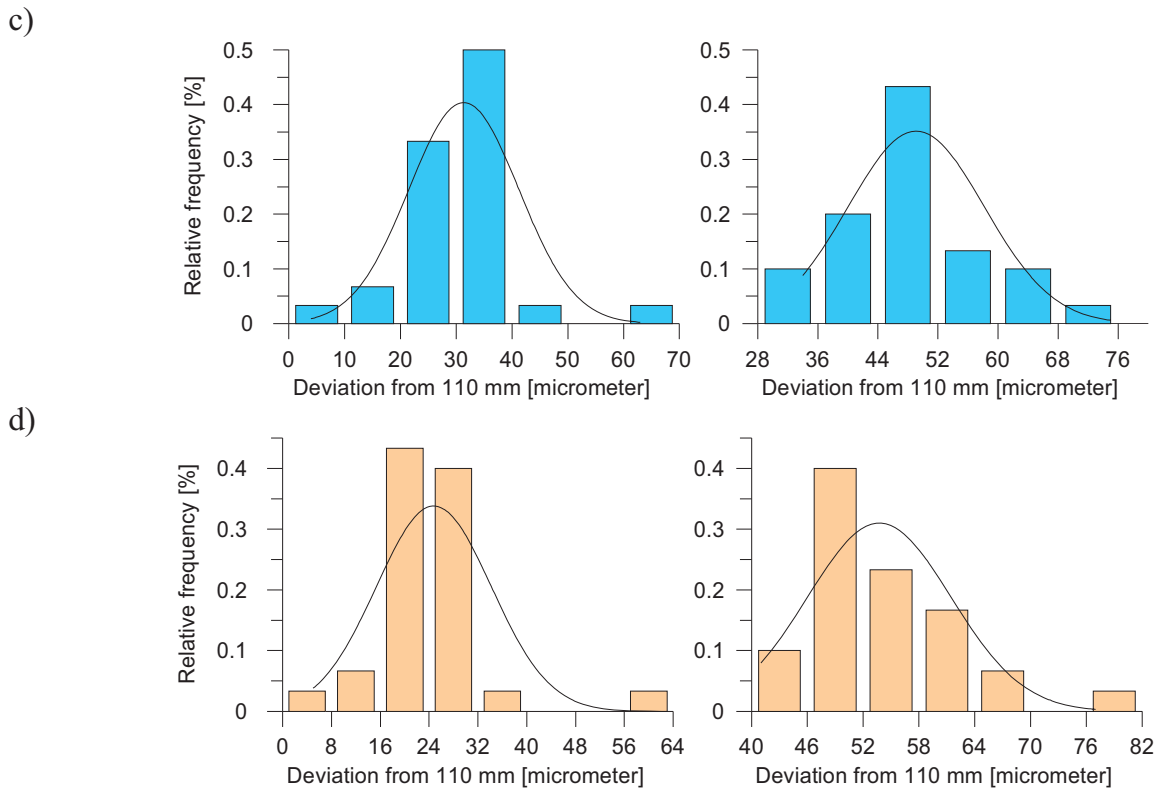 c)
Relative frequency [%]
0.5
0.4
0.3
0.2
0.1
0
0 10 20 30 40 50 60 70
Deviation from 110 mm [micrometer]
0.5
0.4
0.3
0.2
0.1
0
28 36 44 52 60 68 76
Deviation from 110 mm [micrometer]
d)
Relative frequency [%]
0.4
0.3
0.2
0.1
0
0 8 16 24 32 40 48 56 64
Deviation from 110 mm [micrometer]
0.4
0.3
0.2
0.1
0
40 46 52 58 64 70 76 82
Deviation from 110 mm [micrometer]